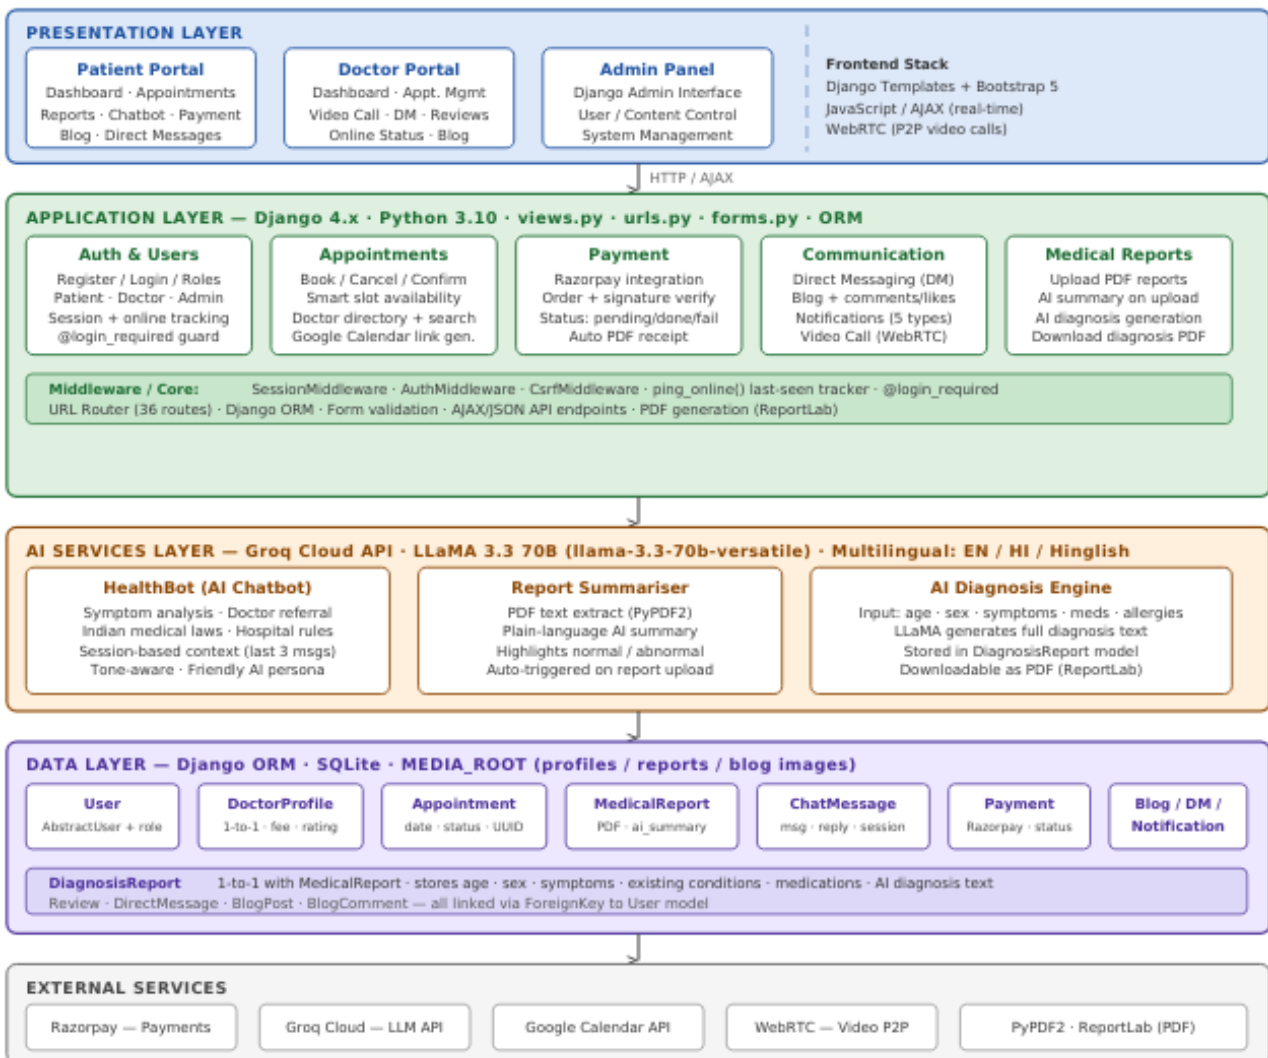 PRESENTATION LAYER
Patient Portal
Dashboard · Appointments
Reports · Chatbot · Payment
Blog · Direct Messages
Doctor Portal
Dashboard · Appt. Mgmt
Video Call · DM · Reviews
Online Status · Blog
Admin Panel
Django Admin Interface
User / Content Control
System Management
Frontend Stack
Django Templates + Bootstrap 5
JavaScript / AJAX (real-time)
WebRTC (P2P video calls)
HTTP / AJAX
APPLICATION LAYER — Django 4.x · Python 3.10 · views.py · urls.py · forms.py · ORM
Auth & Users
Register / Login / Roles
Patient · Doctor · Admin
Session + online tracking
@login_required guard
Appointments
Book / Cancel / Confirm
Smart slot availability
Doctor directory + search
Google Calendar link gen.
Payment
Razorpay integration
Order + signature verify
Status: pending/done/fail
Auto PDF receipt
Communication
Direct Messaging (DM)
Blog + comments/likes
Notifications (5 types)
Video Call (WebRTC)
Medical Reports
Upload PDF reports
AI summary on upload
AI diagnosis generation
Download diagnosis PDF
Middleware / Core: SessionMiddleware · AuthMiddleware · CsrfMiddleware · ping_online() last-seen tracker · @login_required
URL Router (36 routes) · Django ORM · Form validation · AJAX/JSON API endpoints · PDF generation (ReportLab)
AI SERVICES LAYER — Groq Cloud API · LLaMA 3.3 70B (llama-3.3-70b-versatile) · Multilingual: EN / HI / Hinglish
HealthBot (AI Chatbot)
Symptom analysis · Doctor referral
Indian medical laws · Hospital rules
Session-based context (last 3 msgs)
Tone-aware · Friendly AI persona
Report Summariser
PDF text extract (PyPDF2)
Plain-language AI summary
Highlights normal / abnormal
Auto-triggered on report upload
AI Diagnosis Engine
Input: age · sex · symptoms · meds · allergies
LLaMA generates full diagnosis text
Stored in DiagnosisReport model
Downloadable as PDF (ReportLab)
DATA LAYER — Django ORM · SQLite · MEDIA_ROOT (profiles / reports / blog images)
User
AbstractUser + role
DoctorProfile
1-to-1 · fee · rating
Appointment
date · status · UUID
MedicalReport
PDF · ai_summary
ChatMessage
msg · reply · session
Payment
Razorpay · status
Blog / DM /
Notification
DiagnosisReport 1-to-1 with MedicalReport · stores age · sex · symptoms · existing conditions · medications · AI diagnosis text
Review · DirectMessage · BlogPost · BlogComment — all linked via ForeignKey to User model
EXTERNAL SERVICES
Razorpay — Payments
Groq Cloud — LLM API
Google Calendar API
WebRTC — Video P2P
PyPDF2 · ReportLab (PDF)